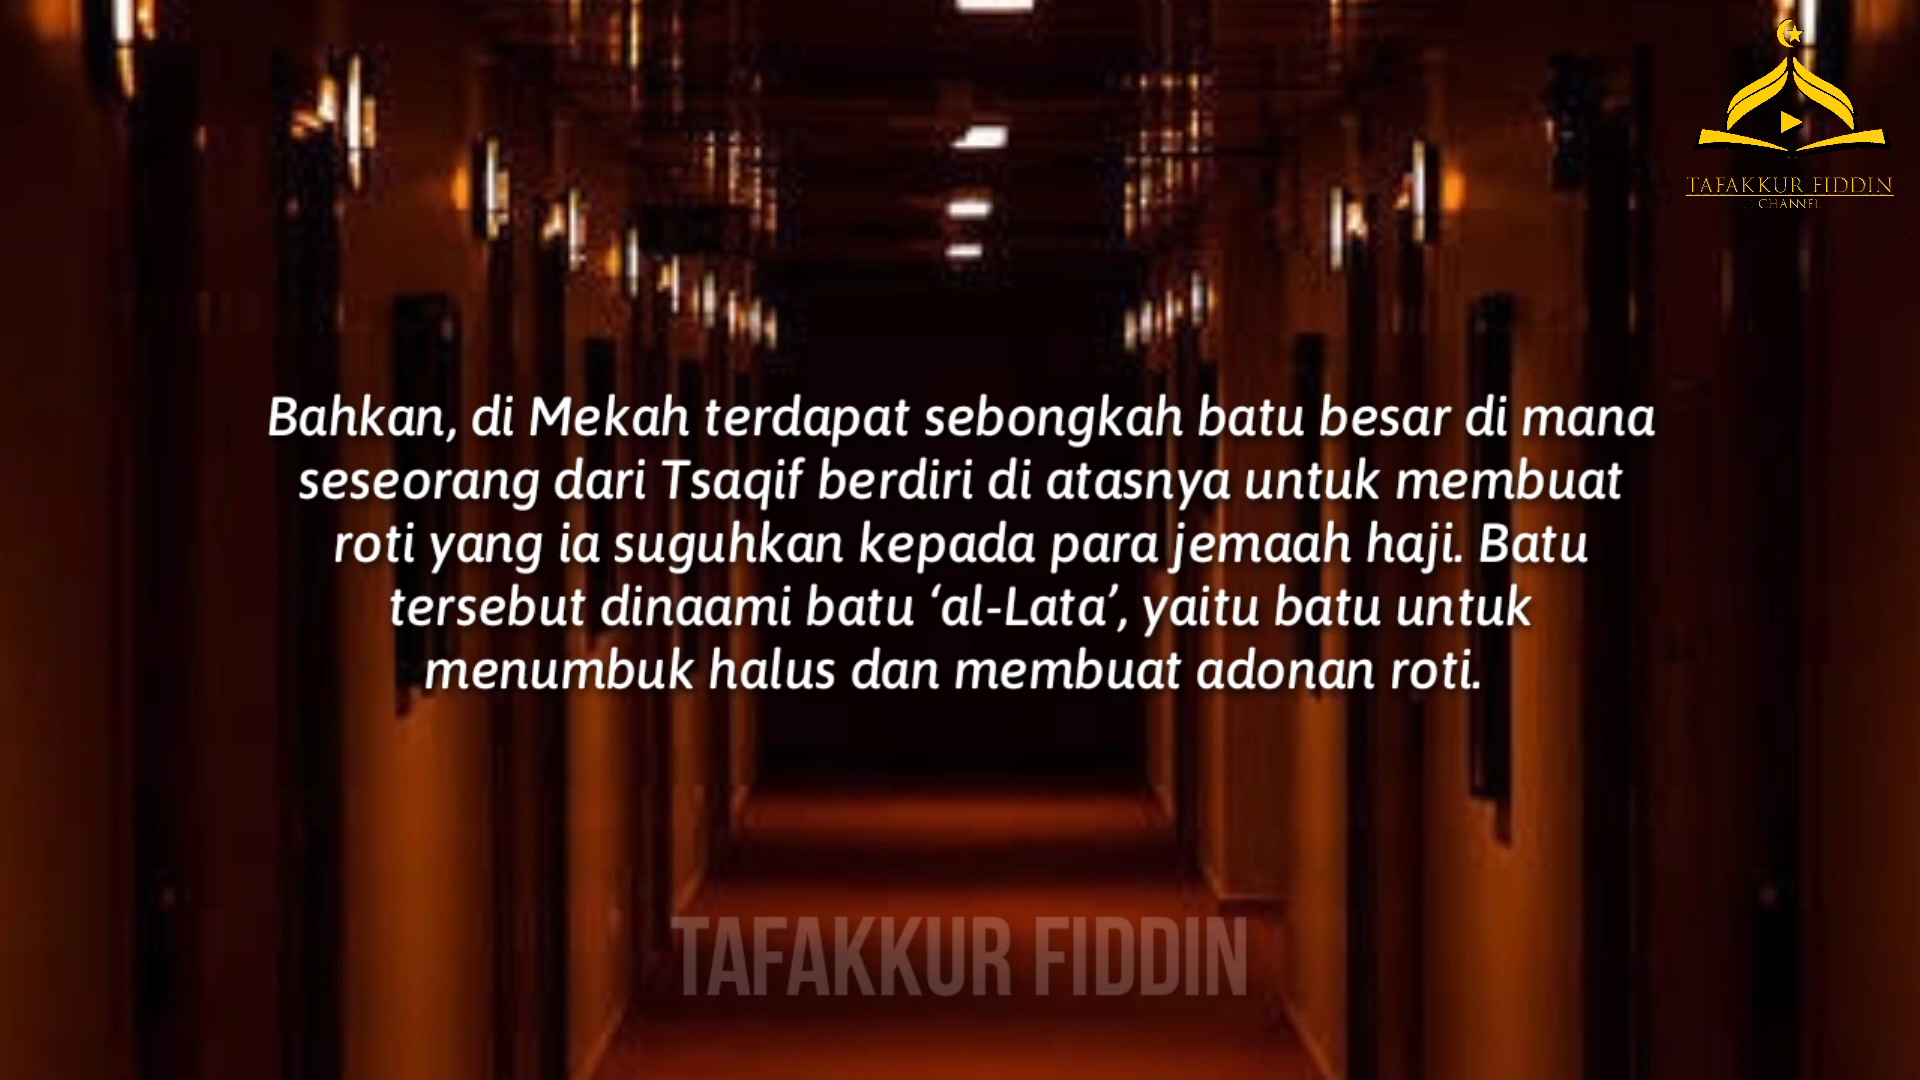 TAFAKKUR FIDDIN
CHANNEL
Bahkan, di Mekah terdapat sebongkah batu besar di mana
seseorang dari Tsaqif berdiri di atasnya untuk membuat
roti yang ia suguhkan kepada para jemaah haji. Batu
tersebut dinaami batu ‘al-Lata’, yaitu batu untuk
menumbuk halus dan membuat adonan roti.
TAFAKKUR FIDDIN